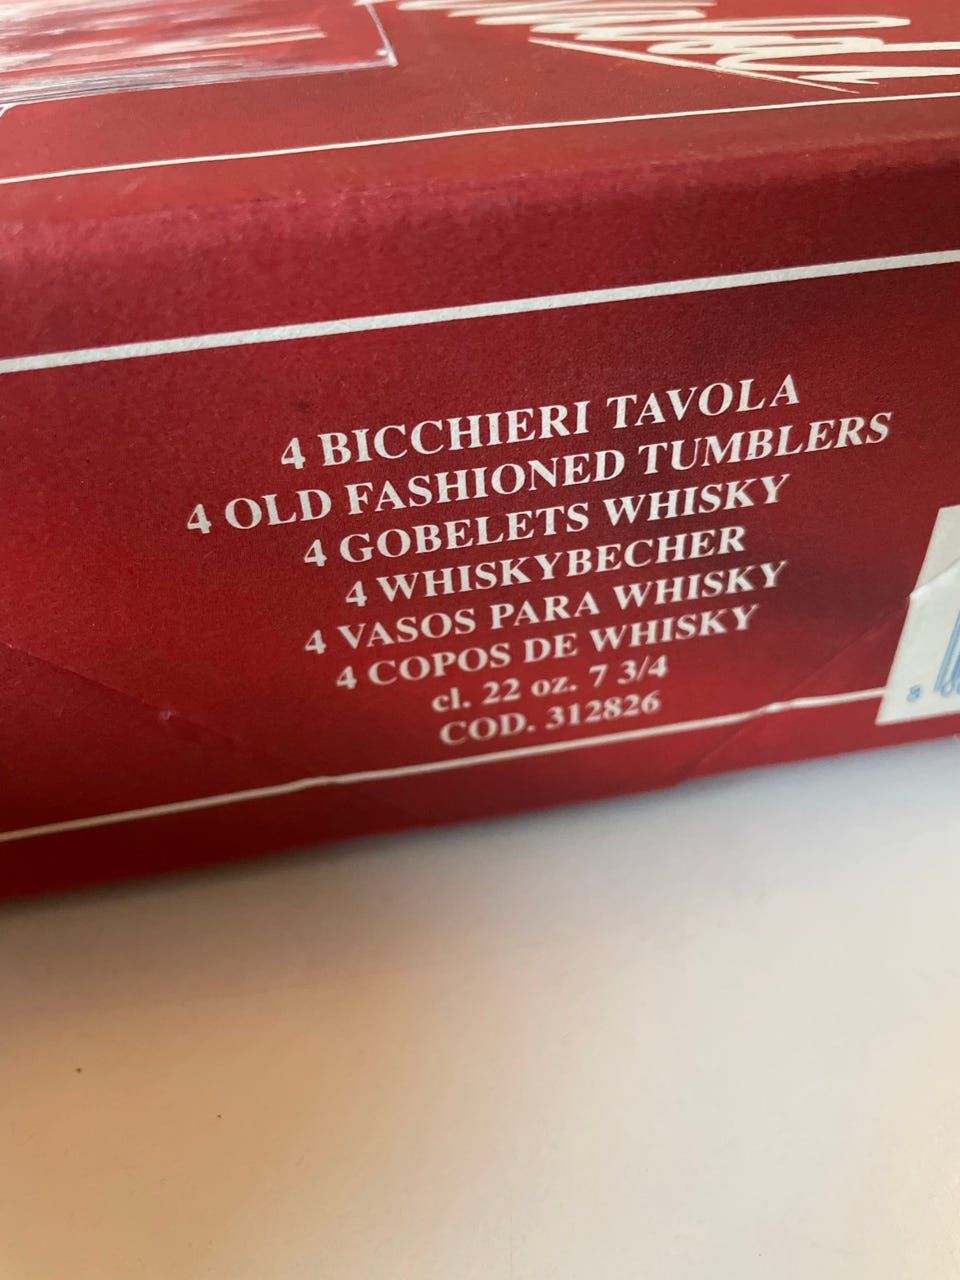 4 BICCHIERI TAVOLA
4 OLD FASHIONED TUMBLERS
4 GOBELETS WHISKY
4 WHISKYBECHER
4 VASOS PARA WHISKY
4 COPOS DE WHISKY
cl. 22 oz. 7 3/4
COD. 312826
8